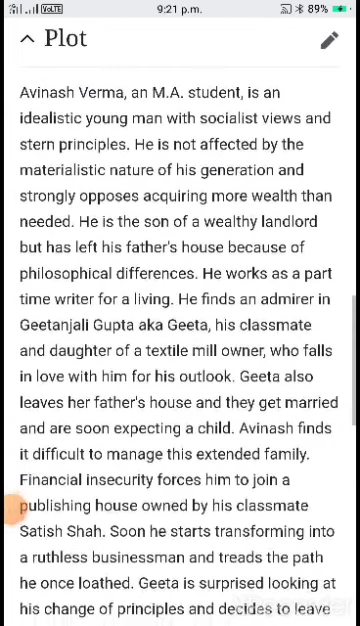 VoLTE 9:21 p.m. 89%
Plot
Avinash Verma, an M.A. student, is an
idealistic young man with socialist views and
stern principles. He is not affected by the
materialistic nature of his generation and
strongly opposes acquiring more wealth than
needed. He is the son of a wealthy landlord
but has left his father's house because of
philosophical differences. He works as a part
time writer for a living. He finds an admirer in
Geetanjali Gupta aka Geeta, his classmate
and daughter of a textile mill owner, who falls
in love with him for his outlook. Geeta also
leaves her father's house and they get married
and are soon expecting a child. Avinash finds
it difficult to manage this extended family.
Financial insecurity forces him to join a
publishing house owned by his classmate
Satish Shah. Soon he starts transforming into
a ruthless businessman and treads the path
he once loathed. Geeta is surprised looking at
his change of principles and decides to leave